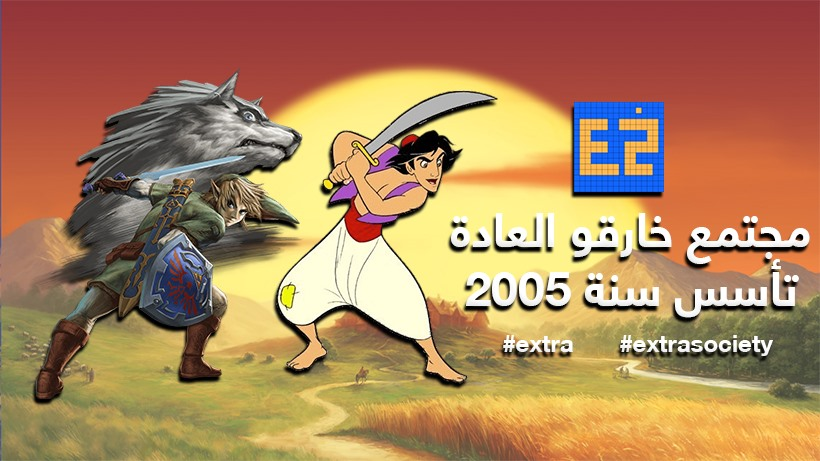 مجتمع خارقو العادة
تأسس سنة 2005
#extra #extrasociety